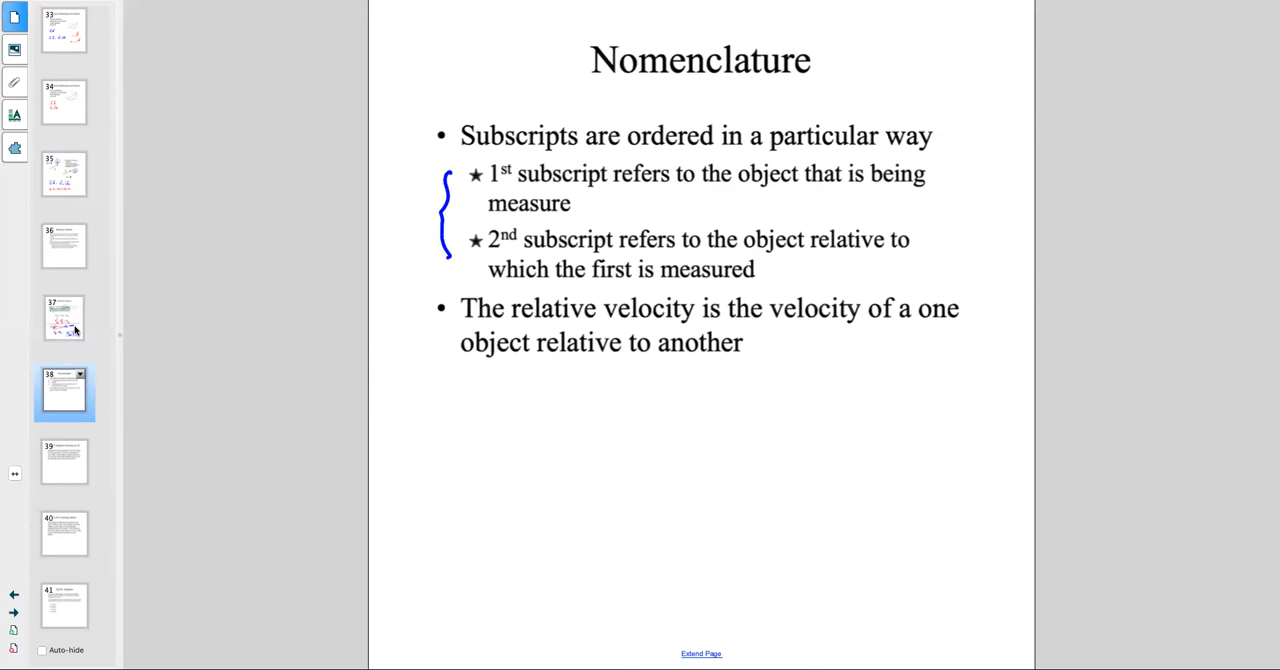 Nomenclature
• Subscripts are ordered in a particular way
★ 1st subscript refers to the object that is being
measure
★ 2nd subscript refers to the object relative to
which the first is measured
• The relative velocity is the velocity of a one
object relative to another
Extend Page
33
34
35
36
37
38
39
40
41
Auto-hide